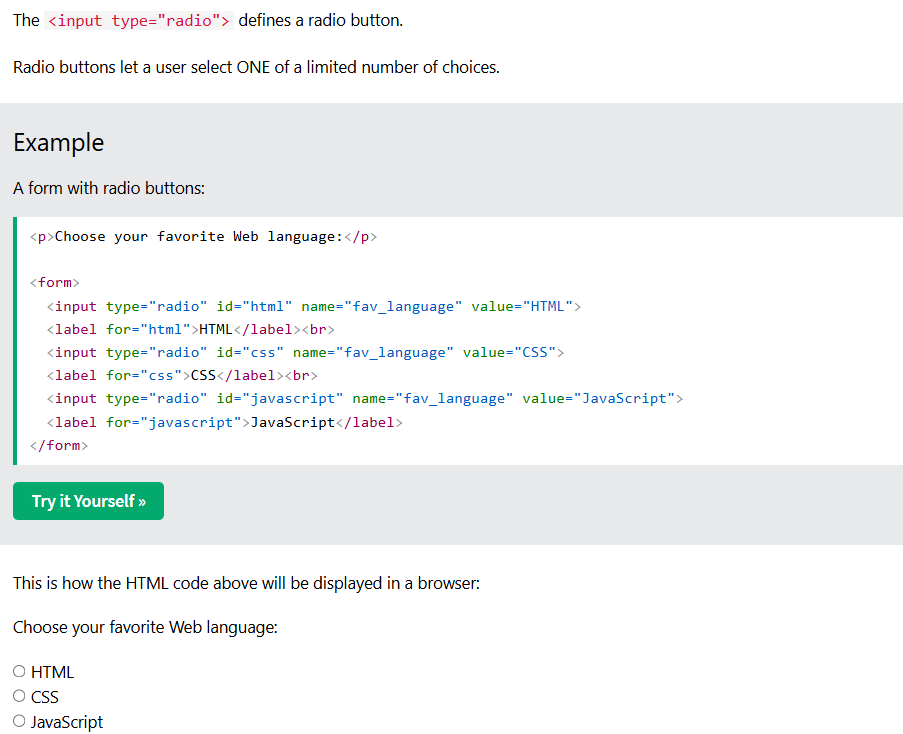 The <input type="radio"> defines a radio button.
Radio buttons let a user select ONE of a limited number of choices.
Example
A form with radio buttons:
<p>Choose your favorite Web language:</p>
<form>
  <input type="radio" id="html" name="fav_language" value="HTML">
  <label for="html">HTML</label><br>
  <input type="radio" id="css" name="fav_language" value="CSS">
  <label for="css">CSS</label><br>
  <input type="radio" id="javascript" name="fav_language" value="JavaScript">
  <label for="javascript">JavaScript</label>
</form>
Try it Yourself »
This is how the HTML code above will be displayed in a browser:
Choose your favorite Web language:
HTML
CSS
JavaScript